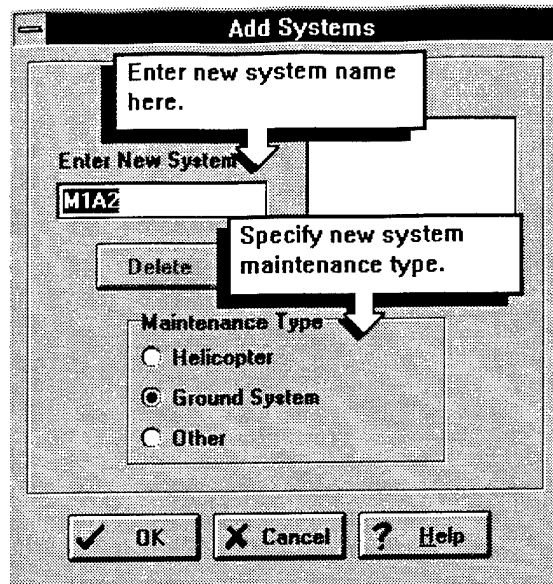 Add Systems
Enter new system name
here.
Enter New System
M1A2
Specify new system
maintenance type.
Delete
Maintenance Type
Helicopter
Ground System
Other
OK
Cancel
? Help